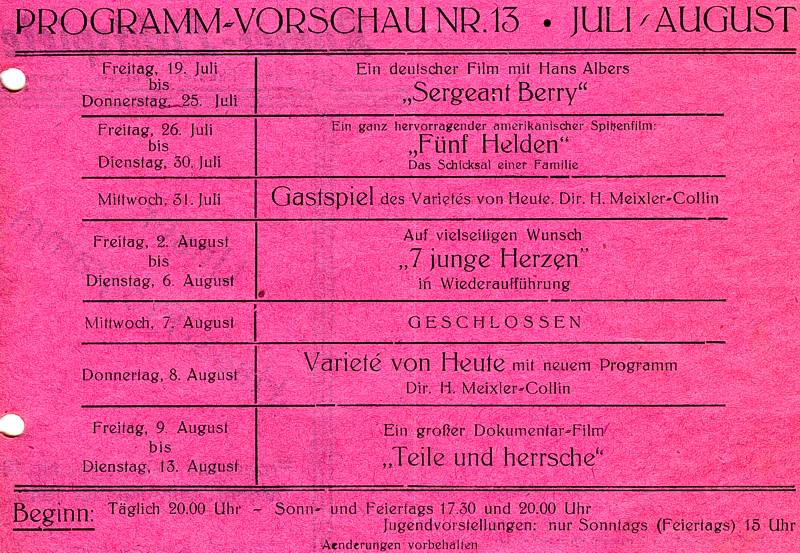 PROGRAMM-VORSCHAU NR. 13 • JULI/AUGUST
Freitag, 19. Juli
bis
Donnerstag, 25. Juli
Ein deutscher Film mit Hans Albers
„Sergeant Berry“
Freitag, 26. Juli
bis
Dienstag, 30. Juli
Ein ganz hervorragender amerikanischer Spitzenfilm:
„Fünf Helden“
Das Schicksal einer Familie
Mittwoch, 31. Juli
Gastspiel des Varietés von Heute. Dir. H. Meixler-Collin
Freitag, 2. August
bis
Dienstag, 6. August
Auf vielseitigen Wunsch
„7 junge Herzen“
in Wiederaufführung
Mittwoch, 7. August
GESCHLOSSEN
Donnertag, 8. August
Varieté von Heute mit neuem Programm
Dir. H. Meixler-Collin
Freitag, 9. August
bis
Dienstag, 13. August
Ein großer Dokumentar-Film
„Teile und herrsche“
Beginn: Täglich 20.00 Uhr – Sonn- und Feiertags 17.30 und 20.00 Uhr
Jugendvorstellungen: nur Sonntags (Feiertags) 15 Uhr
Aenderungen vorbehalten